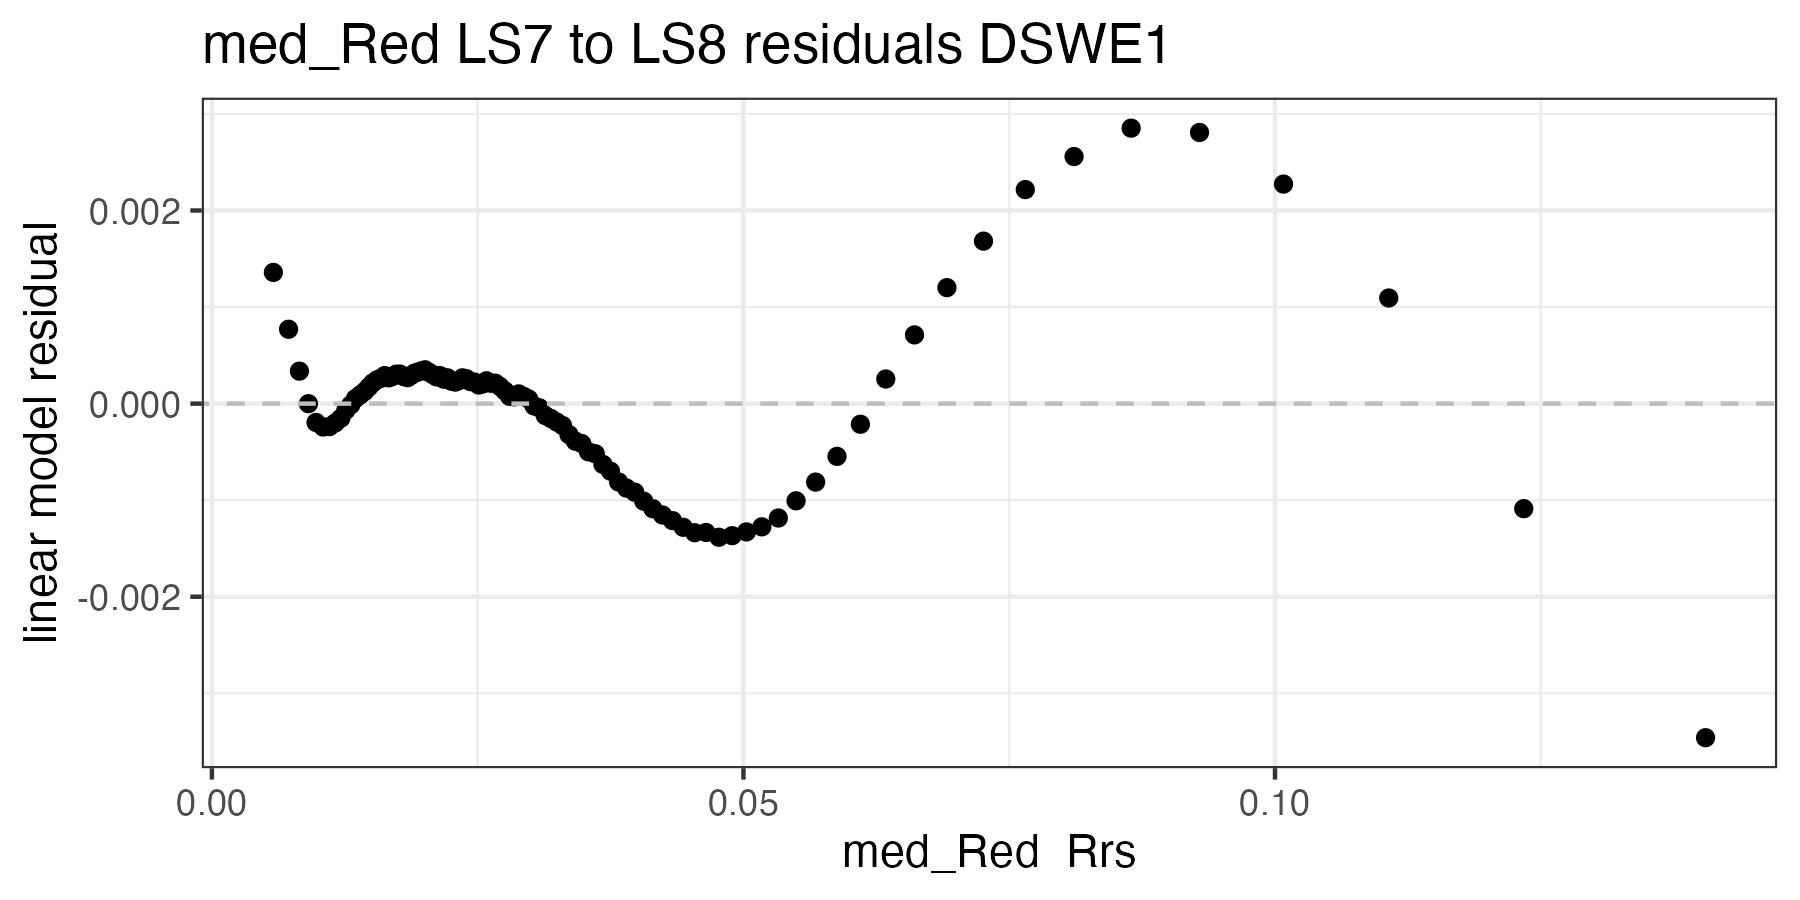 med_Red LS7 to LS8 residuals DSWE1
linear model residual
0.002
0.000
-0.002
0.00
0.05
0.10
med_Red  Rrs